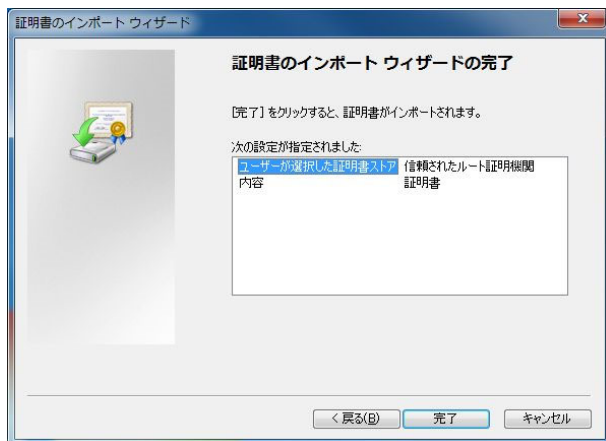 証明書のインポート ウィザード
証明書のインポート ウィザードの完了
[完了] をクリックすると、証明書がインポートされます。
次の設定が指定されました:
ユーザーが選択した証明書ストア 信頼されたルート証明機関
内容 証明書
< 戻る(B) 完了 キャンセル